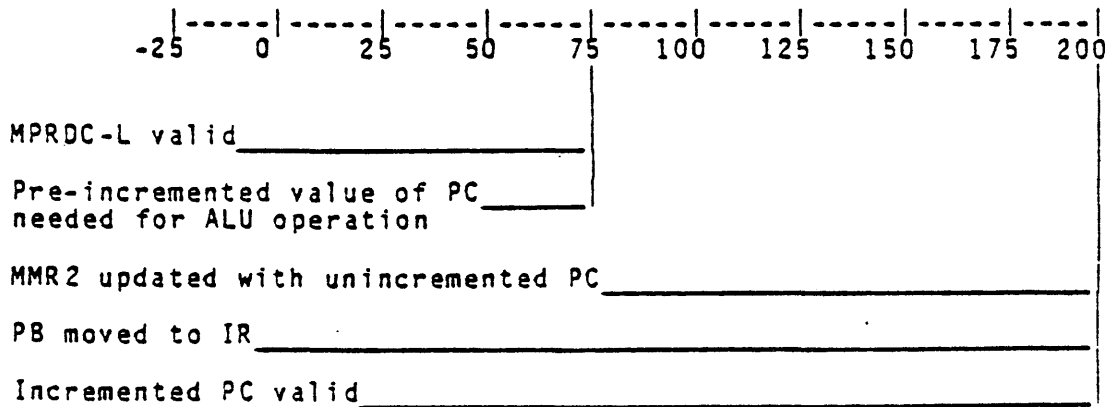 -25 0 25 50 75 100 125 150 175 200
MPRDC-L valid
Pre-incremented value of PC
needed for ALU operation
MMR2 updated with unincremented PC
PB moved to IR
Incremented PC valid